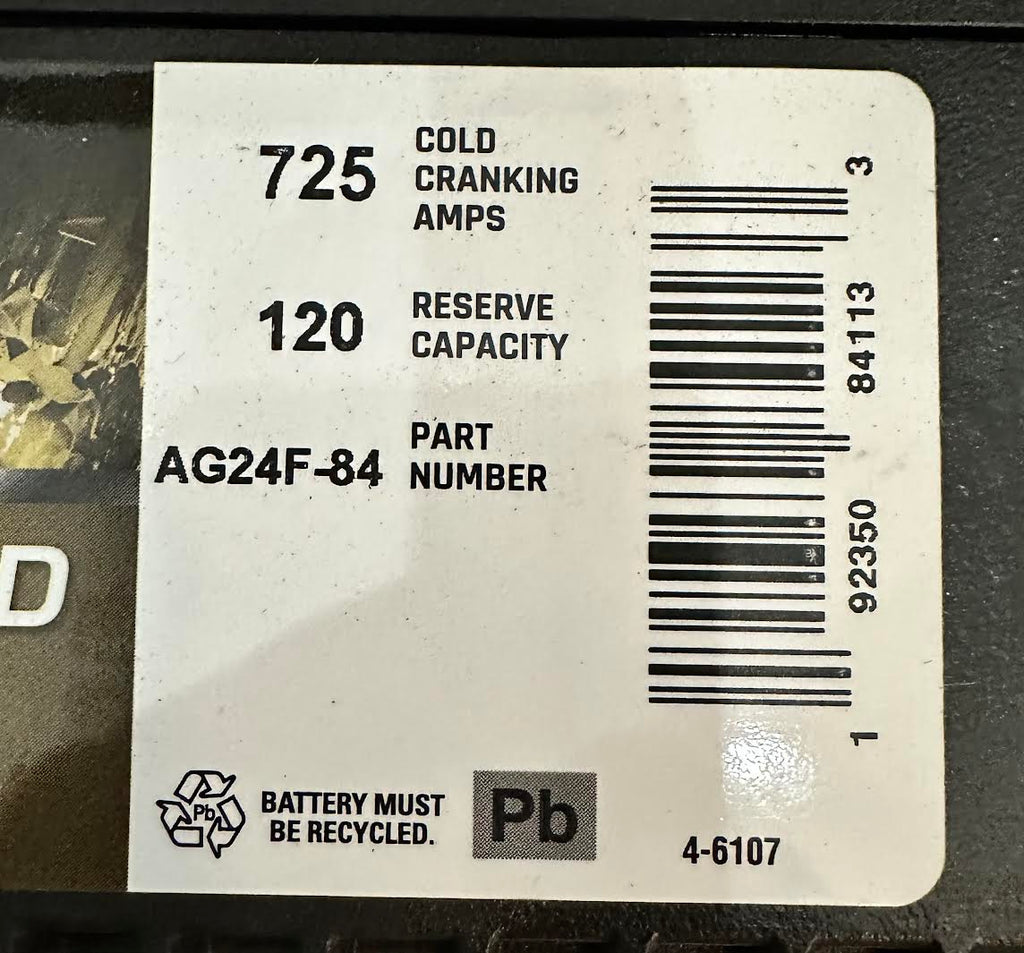 725 COLD
CRANKING
AMPS
120 RESERVE
CAPACITY
AG24F-84 PART
NUMBER
D
1 92350 84113 3
Pb
BATTERY MUST
BE RECYCLED.
Pb
4-6107